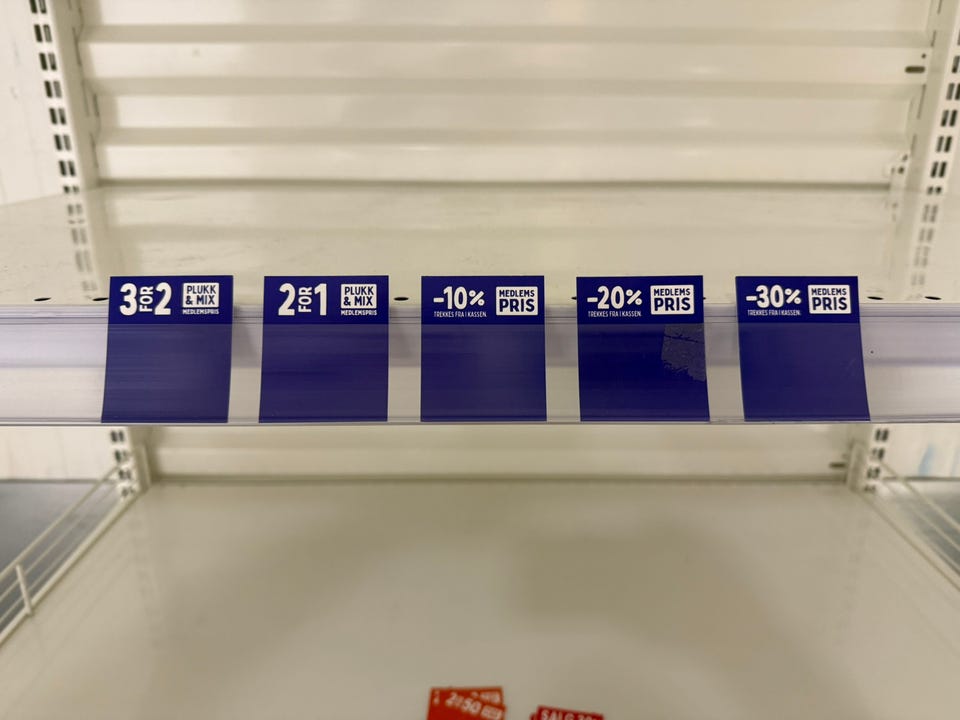 3 FOR 2 PLUKK & MIX
MEDLEMSPRIS
2 FOR 1 PLUKK & MIX
MEDLEMSPRIS
-10% MEDLEMS PRIS
TREKKES FRA I KASSEN
-20% MEDLEMS PRIS
TREKKES FRA I KASSEN
-30% MEDLEMS PRIS
TREKKES FRA I KASSEN
SALG